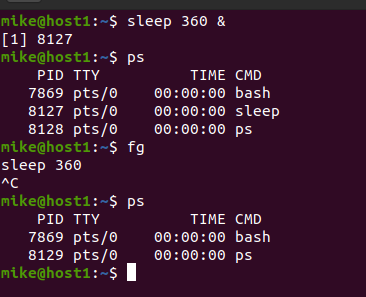 mike@host1:~$ sleep 360 &
[1] 8127
mike@host1:~$ ps
    PID TTY          TIME CMD
   7869 pts/0    00:00:00 bash
   8127 pts/0    00:00:00 sleep
   8128 pts/0    00:00:00 ps
mike@host1:~$ fg
sleep 360
^C
mike@host1:~$ ps
    PID TTY          TIME CMD
   7869 pts/0    00:00:00 bash
   8129 pts/0    00:00:00 ps
mike@host1:~$